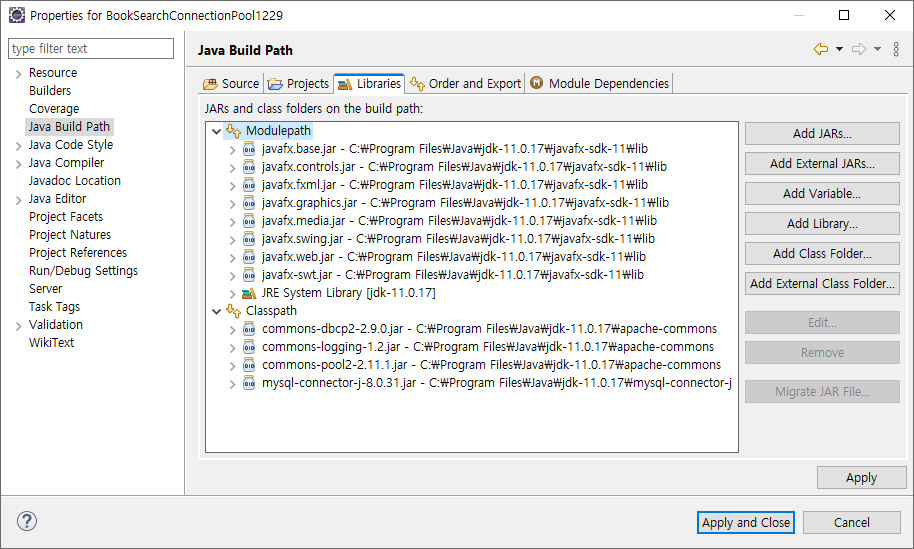 Properties for BookSearchConnectionPool1229
type filter text
Resource
Builders
Coverage
Java Build Path
Java Code Style
Java Compiler
Javadoc Location
Java Editor
Project Facets
Project Natures
Project References
Run/Debug Settings
Server
Task Tags
Validation
WikiText
Java Build Path
Source
Projects
Libraries
Order and Export
Module Dependencies
JARs and class folders on the build path:
Modulepath
javafx.base.jar - C:₩Program Files₩Java₩jdk-11.0.17₩javafx-sdk-11₩lib
javafx.controls.jar - C:₩Program Files₩Java₩jdk-11.0.17₩javafx-sdk-11₩lib
javafx.fxml.jar - C:₩Program Files₩Java₩jdk-11.0.17₩javafx-sdk-11₩lib
javafx.graphics.jar - C:₩Program Files₩Java₩jdk-11.0.17₩javafx-sdk-11₩lib
javafx.media.jar - C:₩Program Files₩Java₩jdk-11.0.17₩javafx-sdk-11₩lib
javafx.swing.jar - C:₩Program Files₩Java₩jdk-11.0.17₩javafx-sdk-11₩lib
javafx.web.jar - C:₩Program Files₩Java₩jdk-11.0.17₩javafx-sdk-11₩lib
javafx-swt.jar - C:₩Program Files₩Java₩jdk-11.0.17₩javafx-sdk-11₩lib
JRE System Library [jdk-11.0.17]
Classpath
commons-dbcp2-2.9.0.jar - C:₩Program Files₩Java₩jdk-11.0.17₩apache-commons
commons-logging-1.2.jar - C:₩Program Files₩Java₩jdk-11.0.17₩apache-commons
commons-pool2-2.11.1.jar - C:₩Program Files₩Java₩jdk-11.0.17₩apache-commons
mysql-connector-j-8.0.31.jar - C:₩Program Files₩Java₩jdk-11.0.17₩mysql-connector-j
Add JARs...
Add External JARs...
Add Variable...
Add Library...
Add Class Folder...
Add External Class Folder...
Edit...
Remove
Migrate JAR File...
Apply
Apply and Close
Cancel